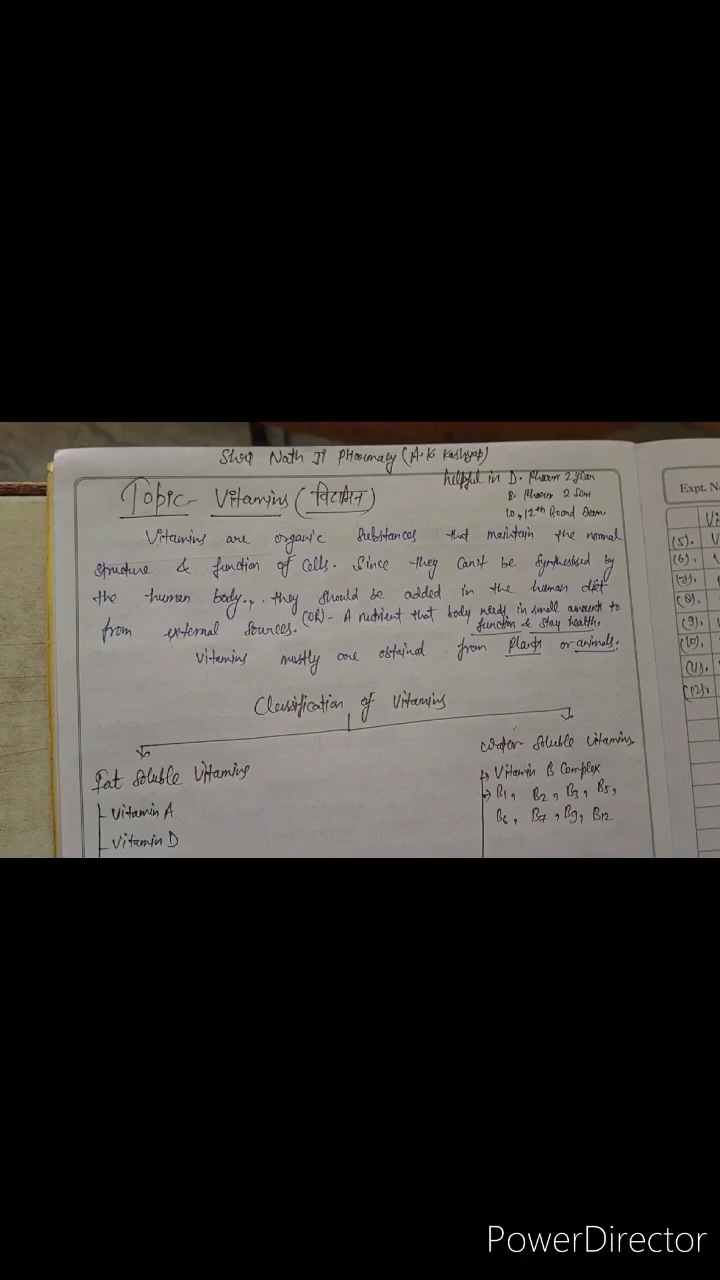 Shri Nath Ji Pharmacy (A.K Kashyap)
helpful in D. Pharm 2 year
B. Pharm 2 sem
10, 12th Board Exam
Topic- Vitamins (विटामिन)
Vitamins are organic substances that maintain the normal
structure & function of cells. Since they can't be synthesised by
the human body. ∴ they should be added in the human diet
from external sources. (OR) - A nutrient that body needs in small amounts to
function & stay health.
Vitamins mostly are obtained from Plants or animals.
Classification of Vitamins
Fat Soluble Vitamins
Vitamin A
Vitamin D
Water Soluble Vitamins
Vitamin B Complex
B1, B2, B3, B5,
B6, B7, B9, B12
Expt. N
Vi
(5). V
(6).
(7).
(8).
(9).
(10).
(11).
(12).
PowerDirector